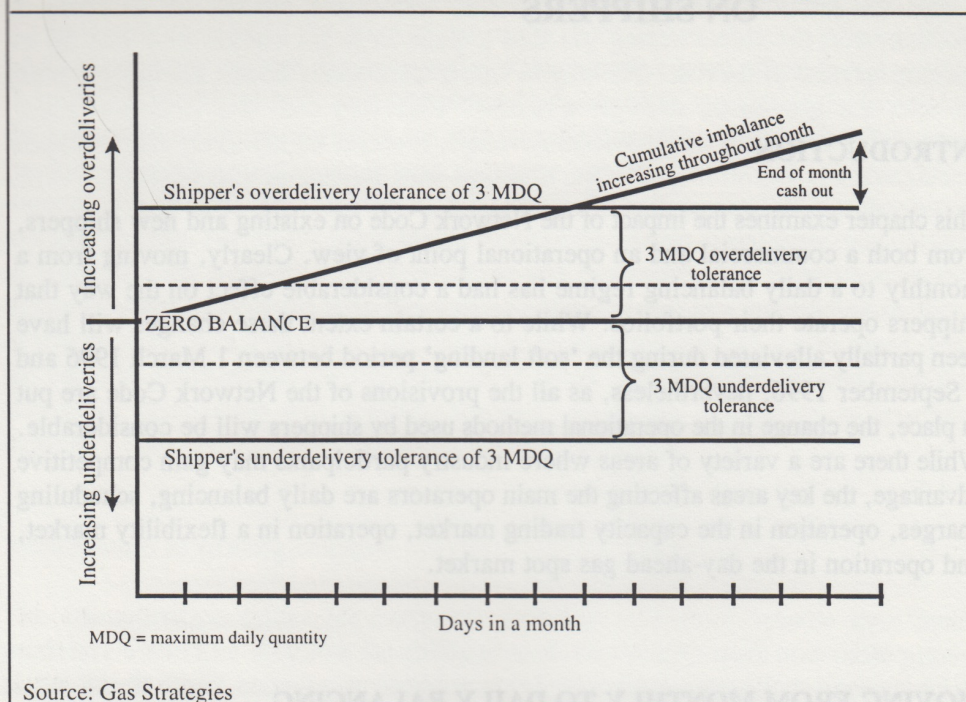 Increasing overdeliveries
Increasing underdeliveries
Cumulative imbalance
increasing throughout month
End of month
cash out
Shipper's overdelivery tolerance of 3 MDQ
3 MDQ overdelivery
tolerance
ZERO BALANCE
3 MDQ underdelivery
tolerance
Shipper's underdelivery tolerance of 3 MDQ
Days in a month
MDQ = maximum daily quantity
Source: Gas Strategies